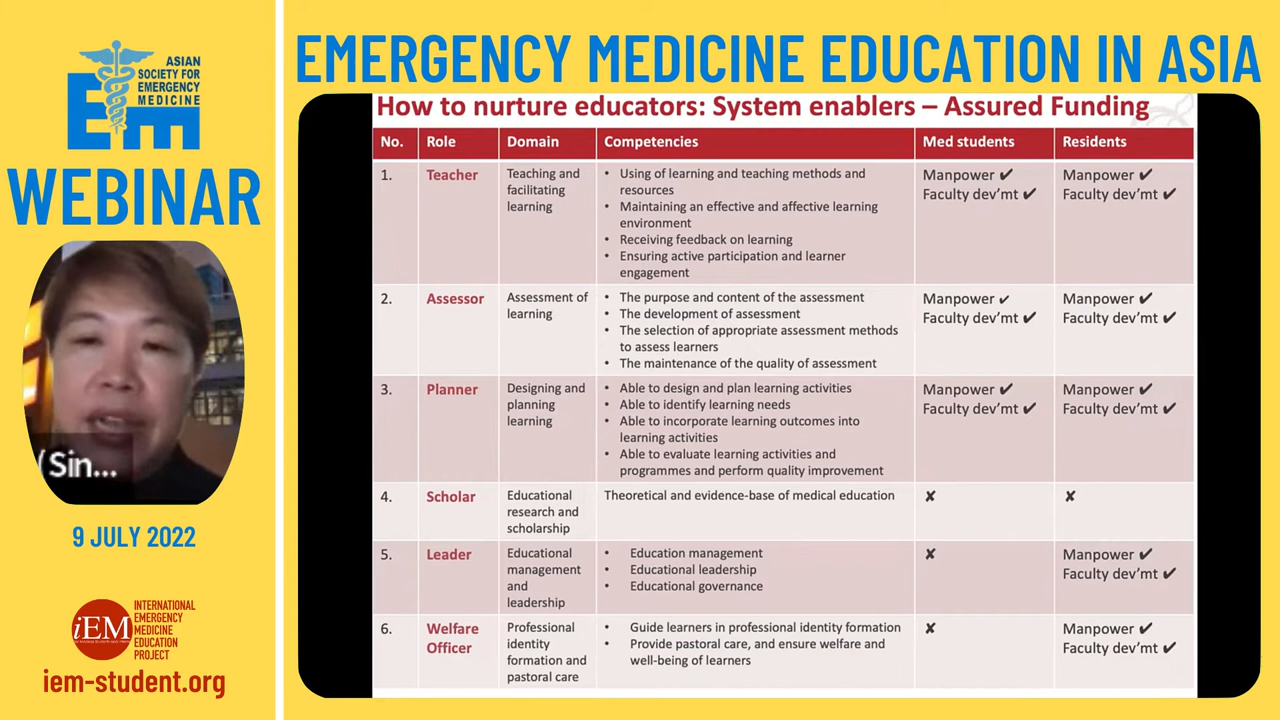 ASIAN
SOCIETY FOR
EMERGENCY
MEDICINE
EM
WEBINAR
(Sin...
9 JULY 2022
iEM
INTERNATIONAL
EMERGENCY
MEDICINE
EDUCATION
PROJECT
iem-student.org
EMERGENCY MEDICINE EDUCATION IN ASIA
How to nurture educators: System enablers – Assured Funding
No. Role Domain Competencies Med students Residents
1. Teacher
Teaching and
facilitating
learning
• Using of learning and teaching methods and
resources
• Maintaining an effective and affective learning
environment
• Receiving feedback on learning
• Ensuring active participation and learner
engagement
Manpower ✔
Faculty dev’mt ✔
Manpower ✔
Faculty dev’mt ✔
2. Assessor
Assessment of
learning
• The purpose and content of the assessment
• The development of assessment
• The selection of appropriate assessment methods
to assess learners
• The maintenance of the quality of assessment
Manpower ✔
Faculty dev’mt ✔
Manpower ✔
Faculty dev’mt ✔
3. Planner
Designing and
planning
learning
• Able to design and plan learning activities
• Able to identify learning needs
• Able to incorporate learning outcomes into
learning activities
• Able to evaluate learning activities and
programmes and perform quality improvement
Manpower ✔
Faculty dev’mt ✔
Manpower ✔
Faculty dev’mt ✔
4. Scholar
Educational
research and
scholarship
Theoretical and evidence-base of medical education
✘
✘
5. Leader
Educational
management
and
leadership
• Education management
• Educational leadership
• Educational governance
✘
Manpower ✔
Faculty dev’mt ✔
6. Welfare
Officer
Professional
identity
formation and
pastoral care
• Guide learners in professional identity formation
• Provide pastoral care, and ensure welfare and
well-being of learners
✘
Manpower ✔
Faculty dev’mt ✔